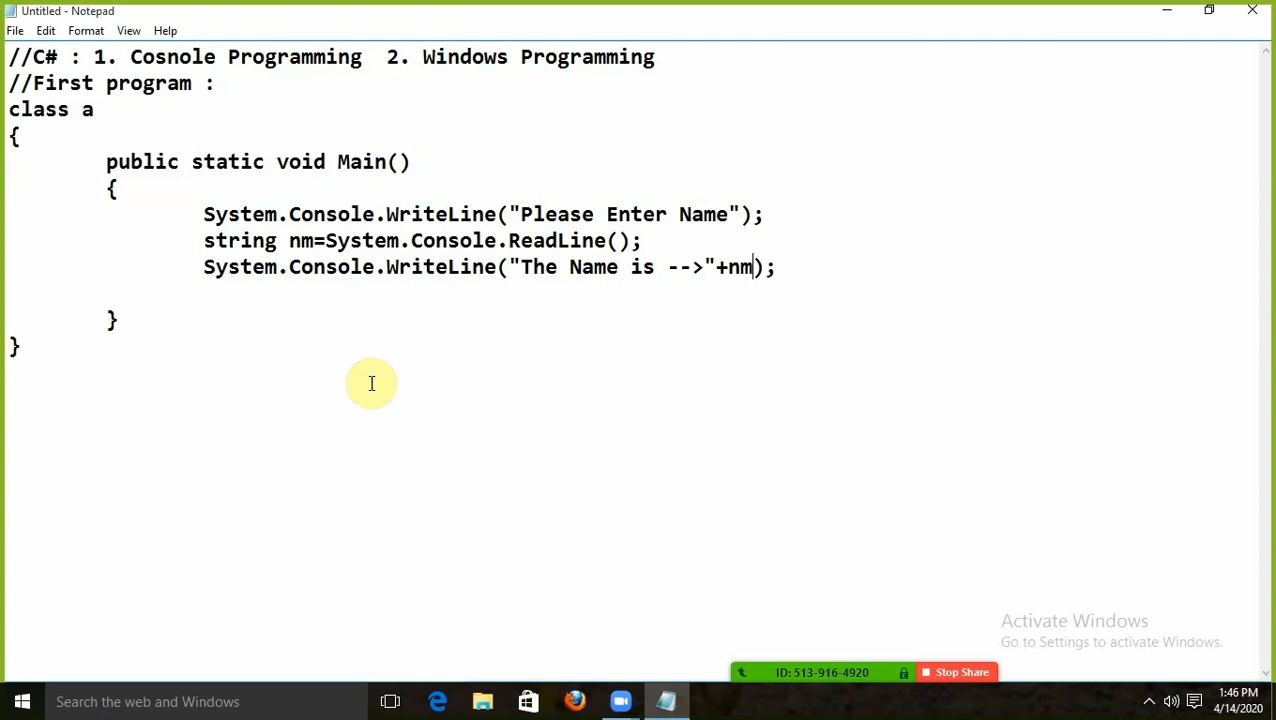 Untitled - Notepad
File Edit Format View Help
//C# : 1. Cosnole Programming  2. Windows Programming
//First program :
class a
{
public static void Main()
{
System.Console.WriteLine("Please Enter Name");
string nm=System.Console.ReadLine();
System.Console.WriteLine("The Name is -->"+nm);
}
}
Activate Windows
Go to Settings to activate Windows.
ID: 513-916-4920 Stop Share
Search the web and Windows
1:46 PM
4/14/2020